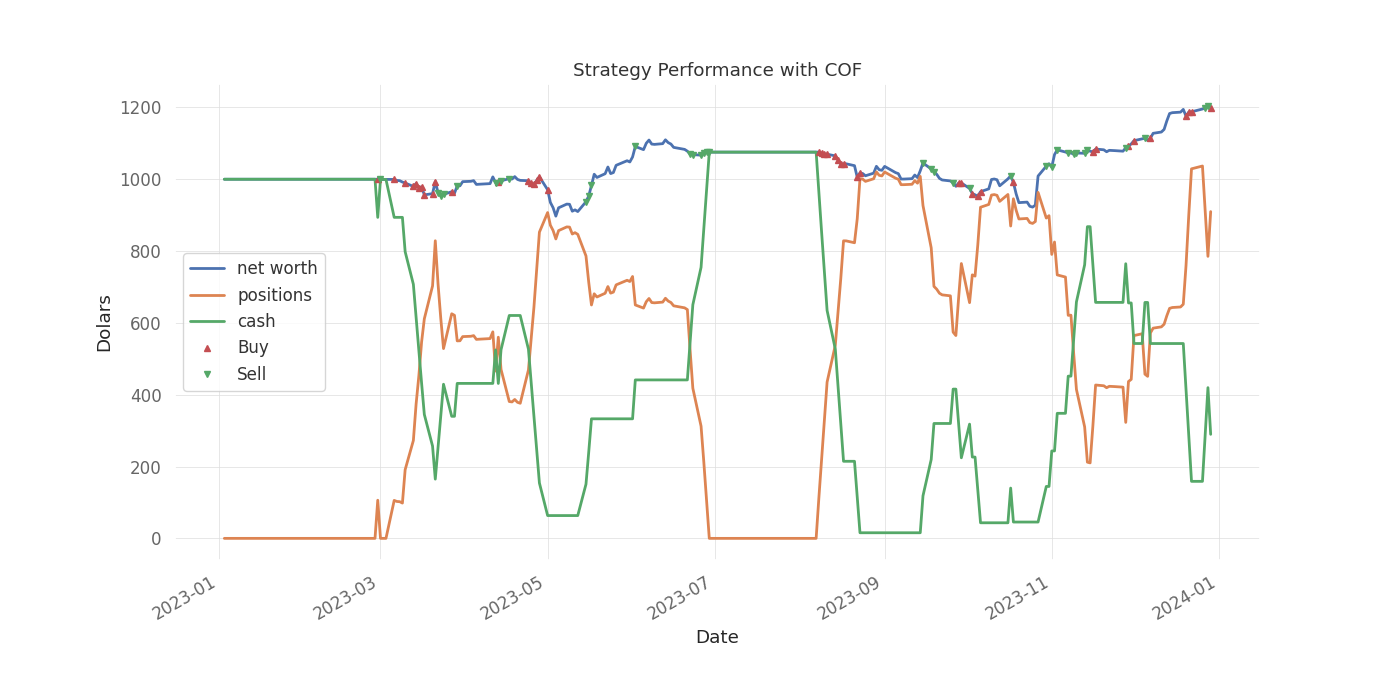 Strategy Performance with COF
1200
1000
800
600
400
200
0
Dolars
net worth
positions
cash
Buy
Sell
2023-01
2023-03
2023-05
2023-07
2023-09
2023-11
2024-01
Date